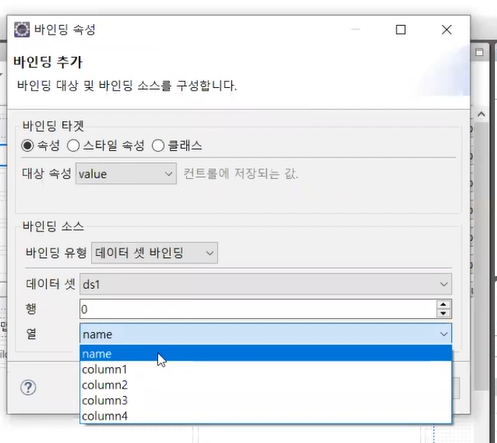 바인딩 속성
바인딩 추가
바인딩 대상 및 바인딩 소스를 구성합니다.
바인딩 타겟
속성 스타일 속성 클래스
대상 속성 value 컨트롤에 저장되는 값.
바인딩 소스
바인딩 유형 데이터 셋 바인딩
데이터 셋 ds1
행 0
열 name
name
column1
column2
column3
column4